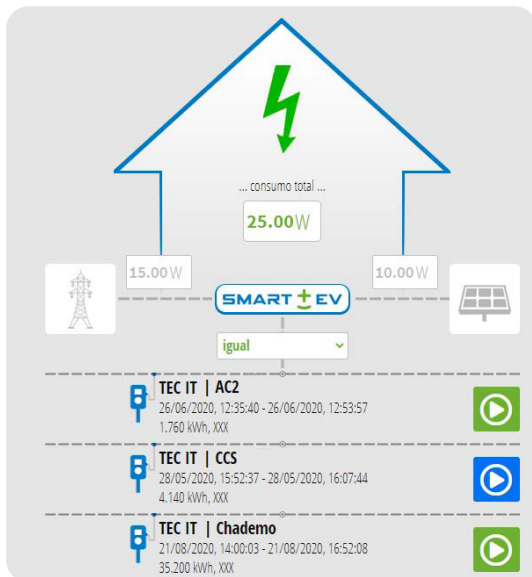 ... consumo total ...
25.00 W
15.00 W
10.00 W
SMART ± EV
igual
TEC IT | AC2
26/06/2020, 12:35:40 - 26/06/2020, 12:53:57
1.760 kWh, XXX
TEC IT | CCS
28/05/2020, 15:52:37 - 28/05/2020, 16:07:44
4.140 kWh, XXX
TEC IT | Chademo
21/08/2020, 14:00:03 - 21/08/2020, 16:52:08
35.200 kWh, XXX